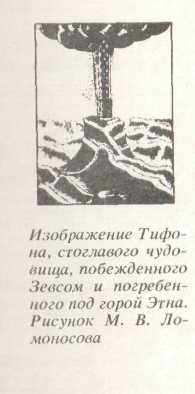 Изображение Тифо-
на, стоглавого чудо-
вища, побежденного
Зевсом и погребен-
ного под горой Этна.
Рисунок М. В. Ло-
моносова